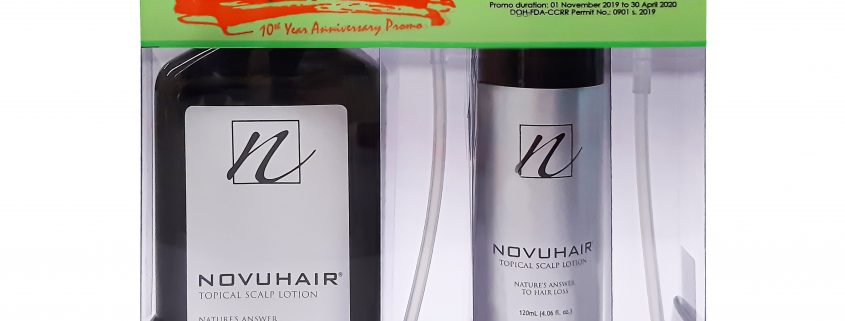 10th Year Anniversary Promo
Promo duration: 01 November 2019 to 30 April 2020
DOH-FDA-CCRR Permit No.: 0901 s. 2019
n
NOVUHAIR®
TOPICAL SCALP LOTION
NATURE'S ANSWER
n
NOVUHAIR
TOPICAL SCALP LOTION
NATURE'S ANSWER
TO HAIR LOSS
120mL (4.06 fl. oz.)